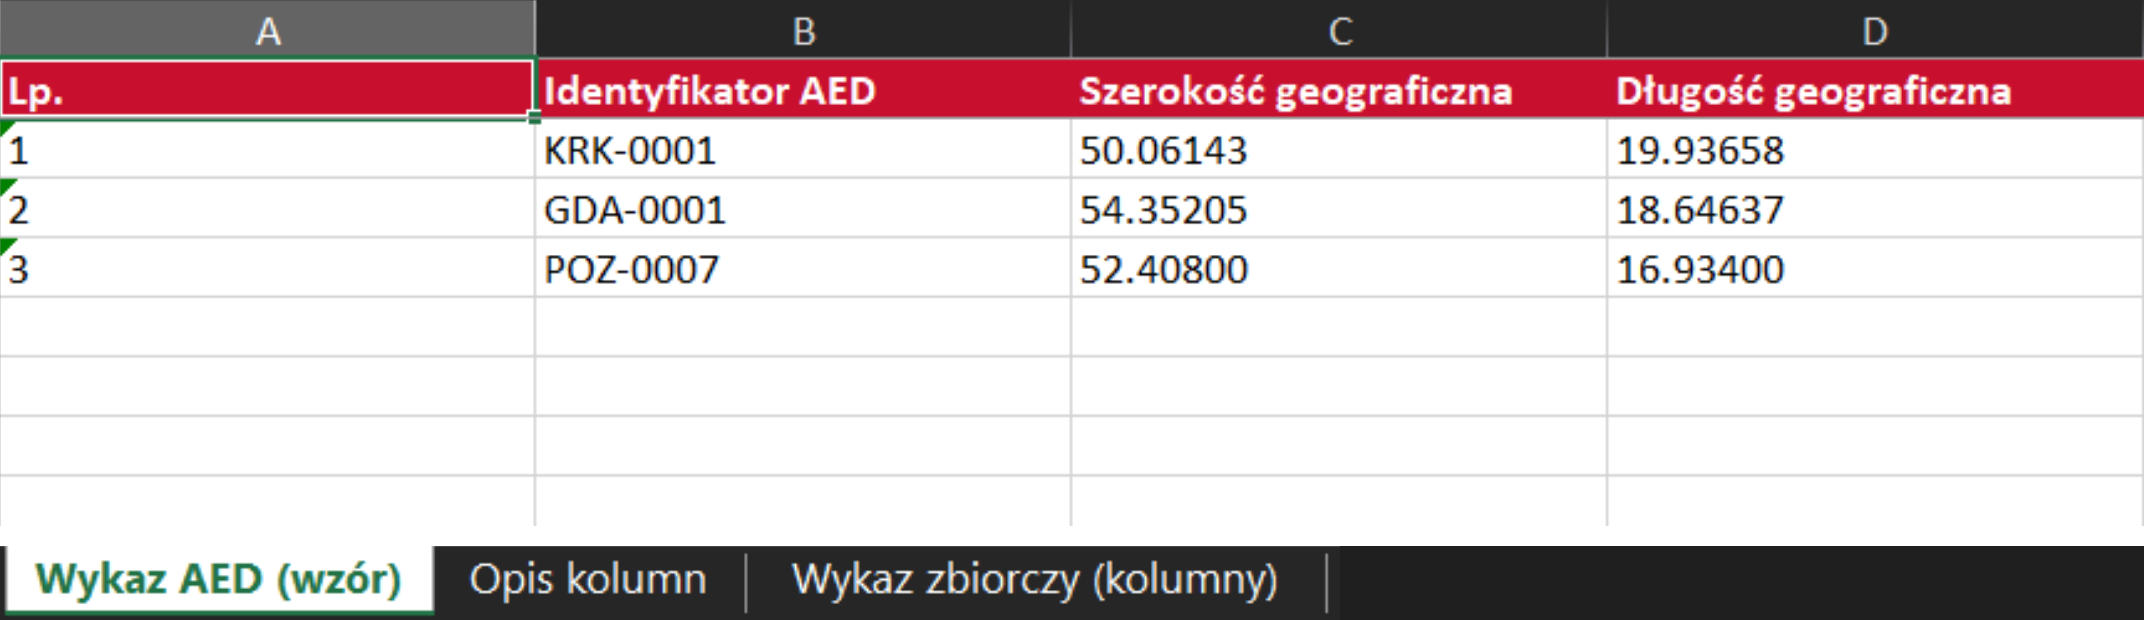 A B C D
Lp. Identyfikator AED Szerokość geograficzna Długość geograficzna
1 KRK-0001 50.06143 19.93658
2 GDA-0001 54.35205 18.64637
3 POZ-0007 52.40800 16.93400
Wykaz AED (wzór) Opis kolumn Wykaz zbiorczy (kolumny)